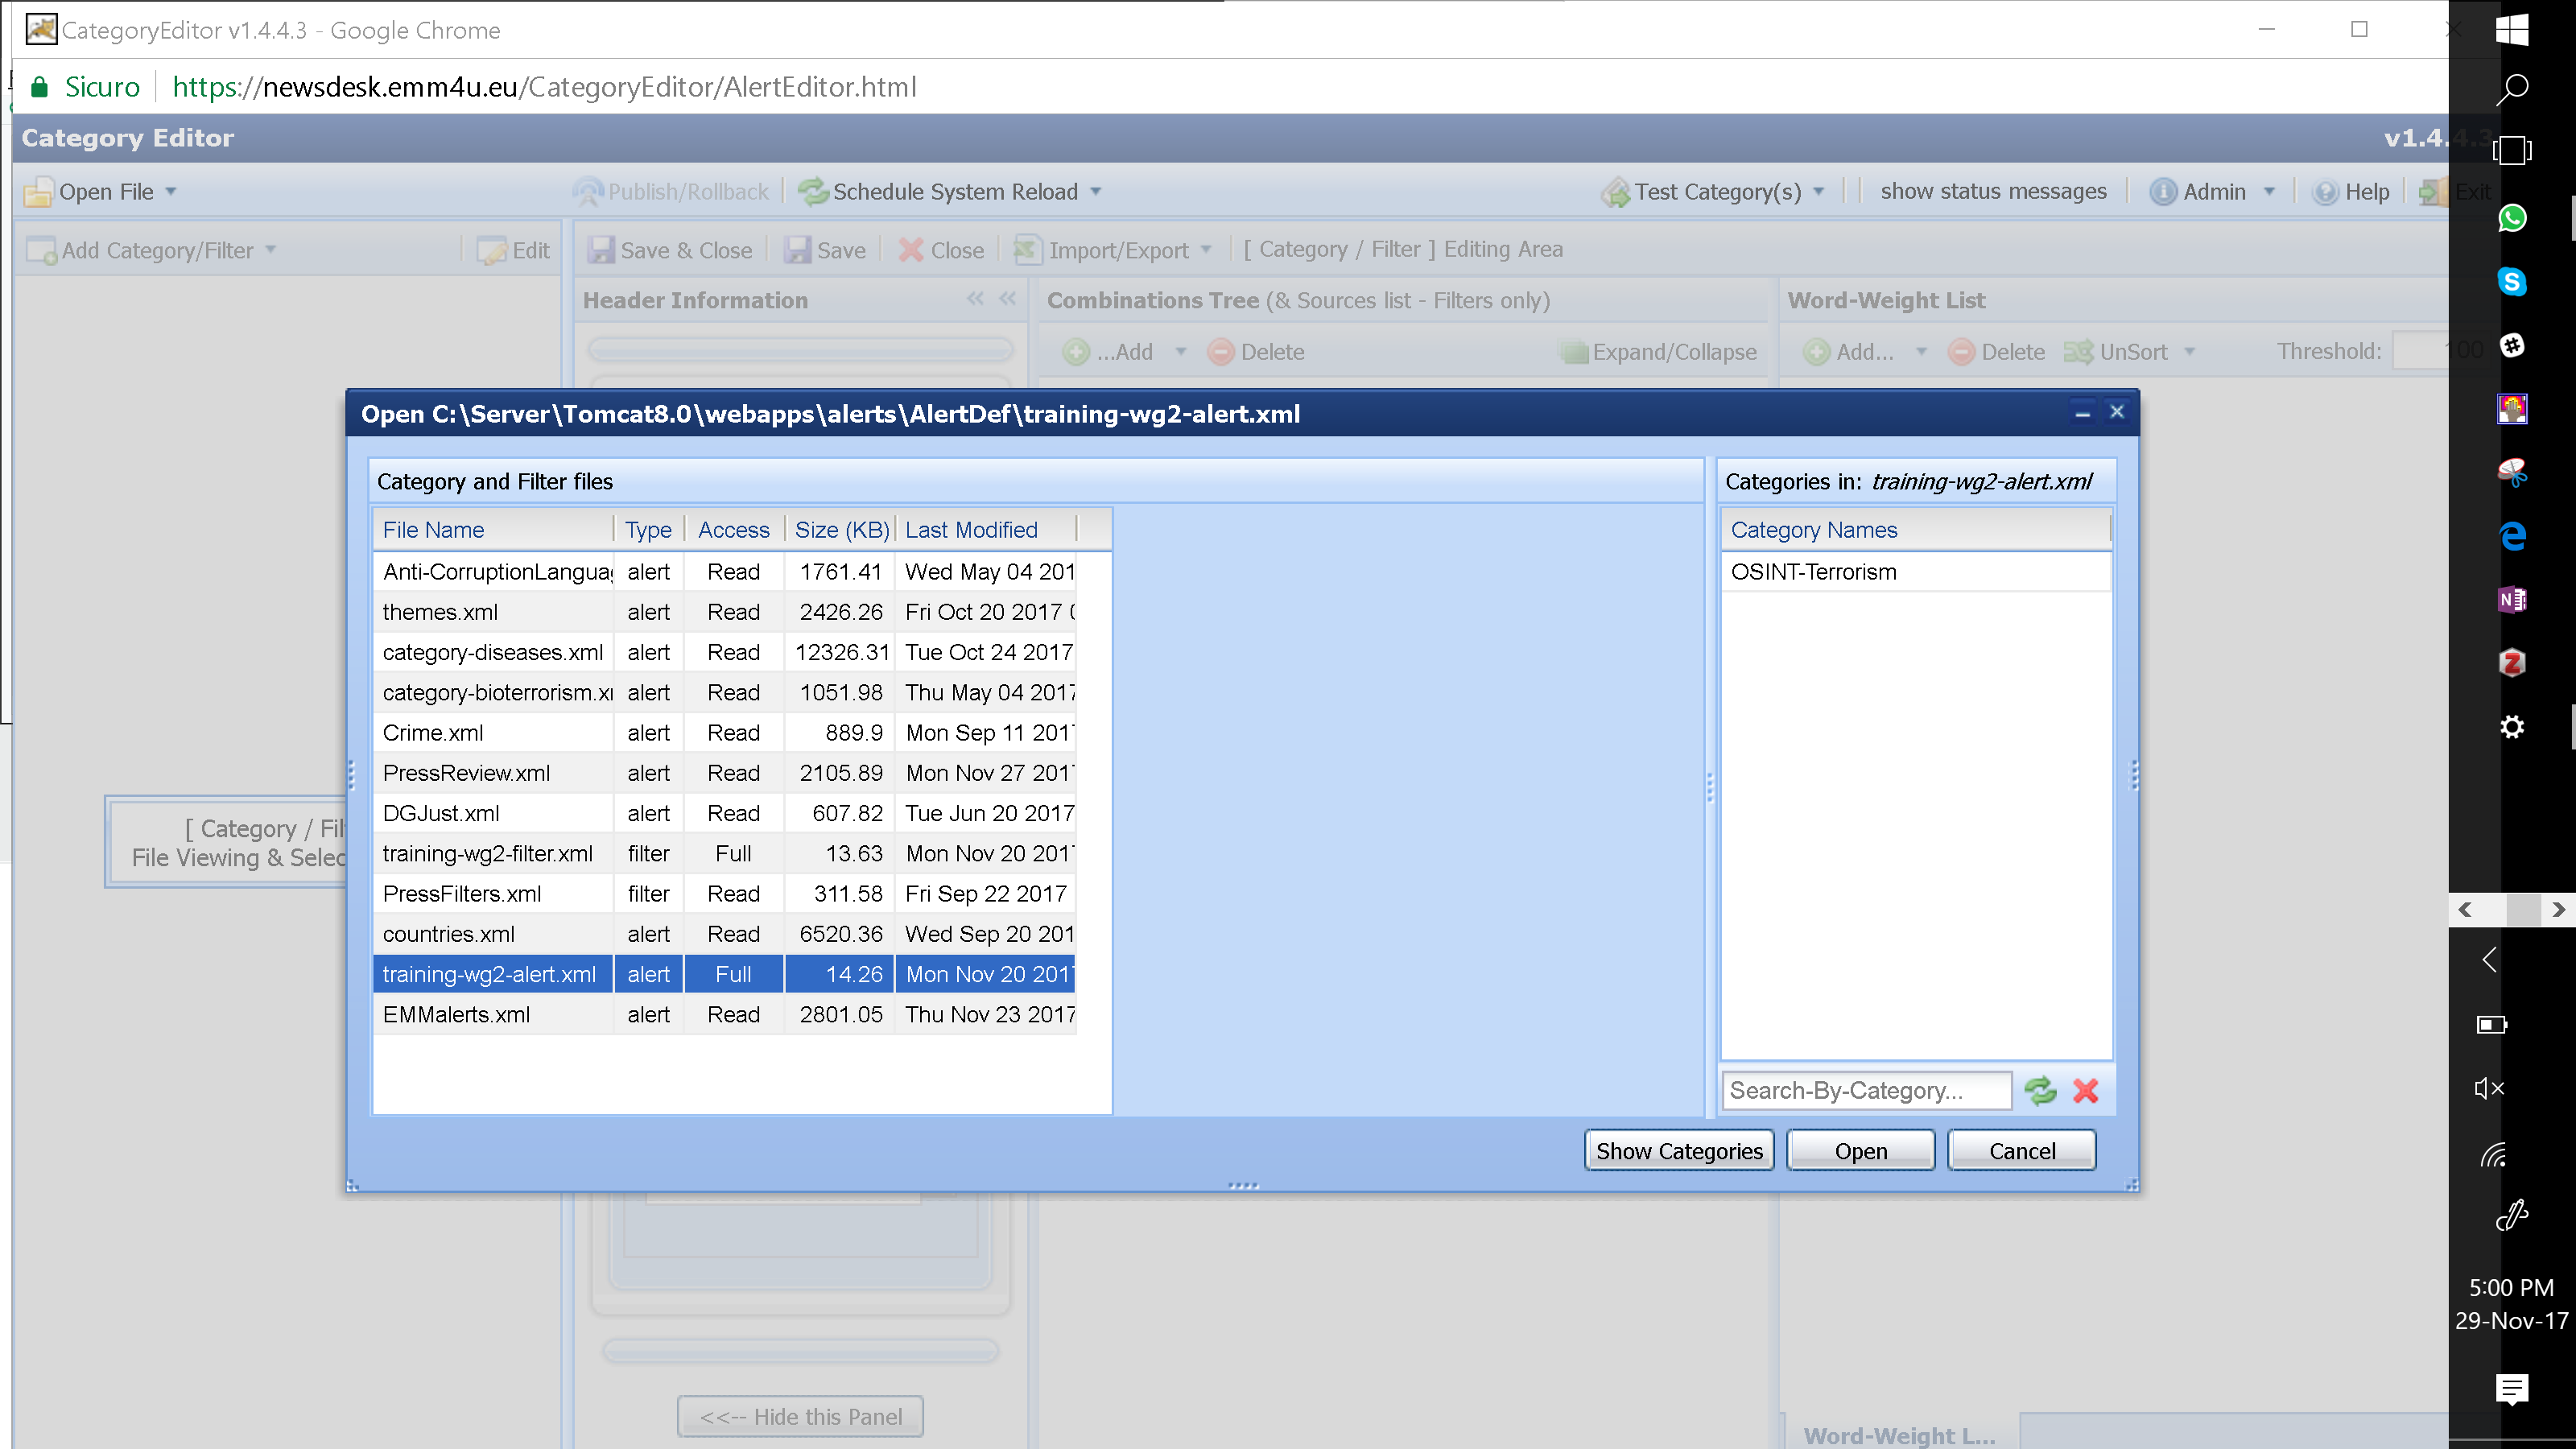 CategoryEditor v1.4.4.3 - Google Chrome
Sicuro https://newsdesk.emm4u.eu/CategoryEditor/AlertEditor.html
Category Editor v1.4.4.3
Open File Publish/Rollback Schedule System Reload Test Category(s) show status messages Admin Help Exit
Add Category/Filter Edit Save & Close Save Close Import/Export [ Category / Filter ] Editing Area
Header Information Combinations Tree (& Sources list - Filters only) Word-Weight List
...Add Delete Expand/Collapse Add... Delete UnSort Threshold: 100
Open C:\Server\Tomcat8.0\webapps\alerts\AlertDef\training-wg2-alert.xml
Category and Filter files Categories in: training-wg2-alert.xml
File Name Type Access Size (KB) Last Modified Category Names
Anti-CorruptionLangua alert Read 1761.41 Wed May 04 201 OSINT-Terrorism
themes.xml alert Read 2426.26 Fri Oct 20 2017
category-diseases.xml alert Read 12326.31 Tue Oct 24 2017
category-bioterrorism.x alert Read 1051.98 Thu May 04 2017
Crime.xml alert Read 889.9 Mon Sep 11 201
PressReview.xml alert Read 2105.89 Mon Nov 27 201
DGJust.xml alert Read 607.82 Tue Jun 20 2017
training-wg2-filter.xml filter Full 13.63 Mon Nov 20 201
PressFilters.xml filter Read 311.58 Fri Sep 22 2017
countries.xml alert Read 6520.36 Wed Sep 20 201
training-wg2-alert.xml alert Full 14.26 Mon Nov 20 201
EMMalerts.xml alert Read 2801.05 Thu Nov 23 2017
[ Category / Fil
File Viewing & Selec
Search-By-Category...
Show Categories Open Cancel
<<-- Hide this Panel
Word-Weight L...
5:00 PM
29-Nov-17